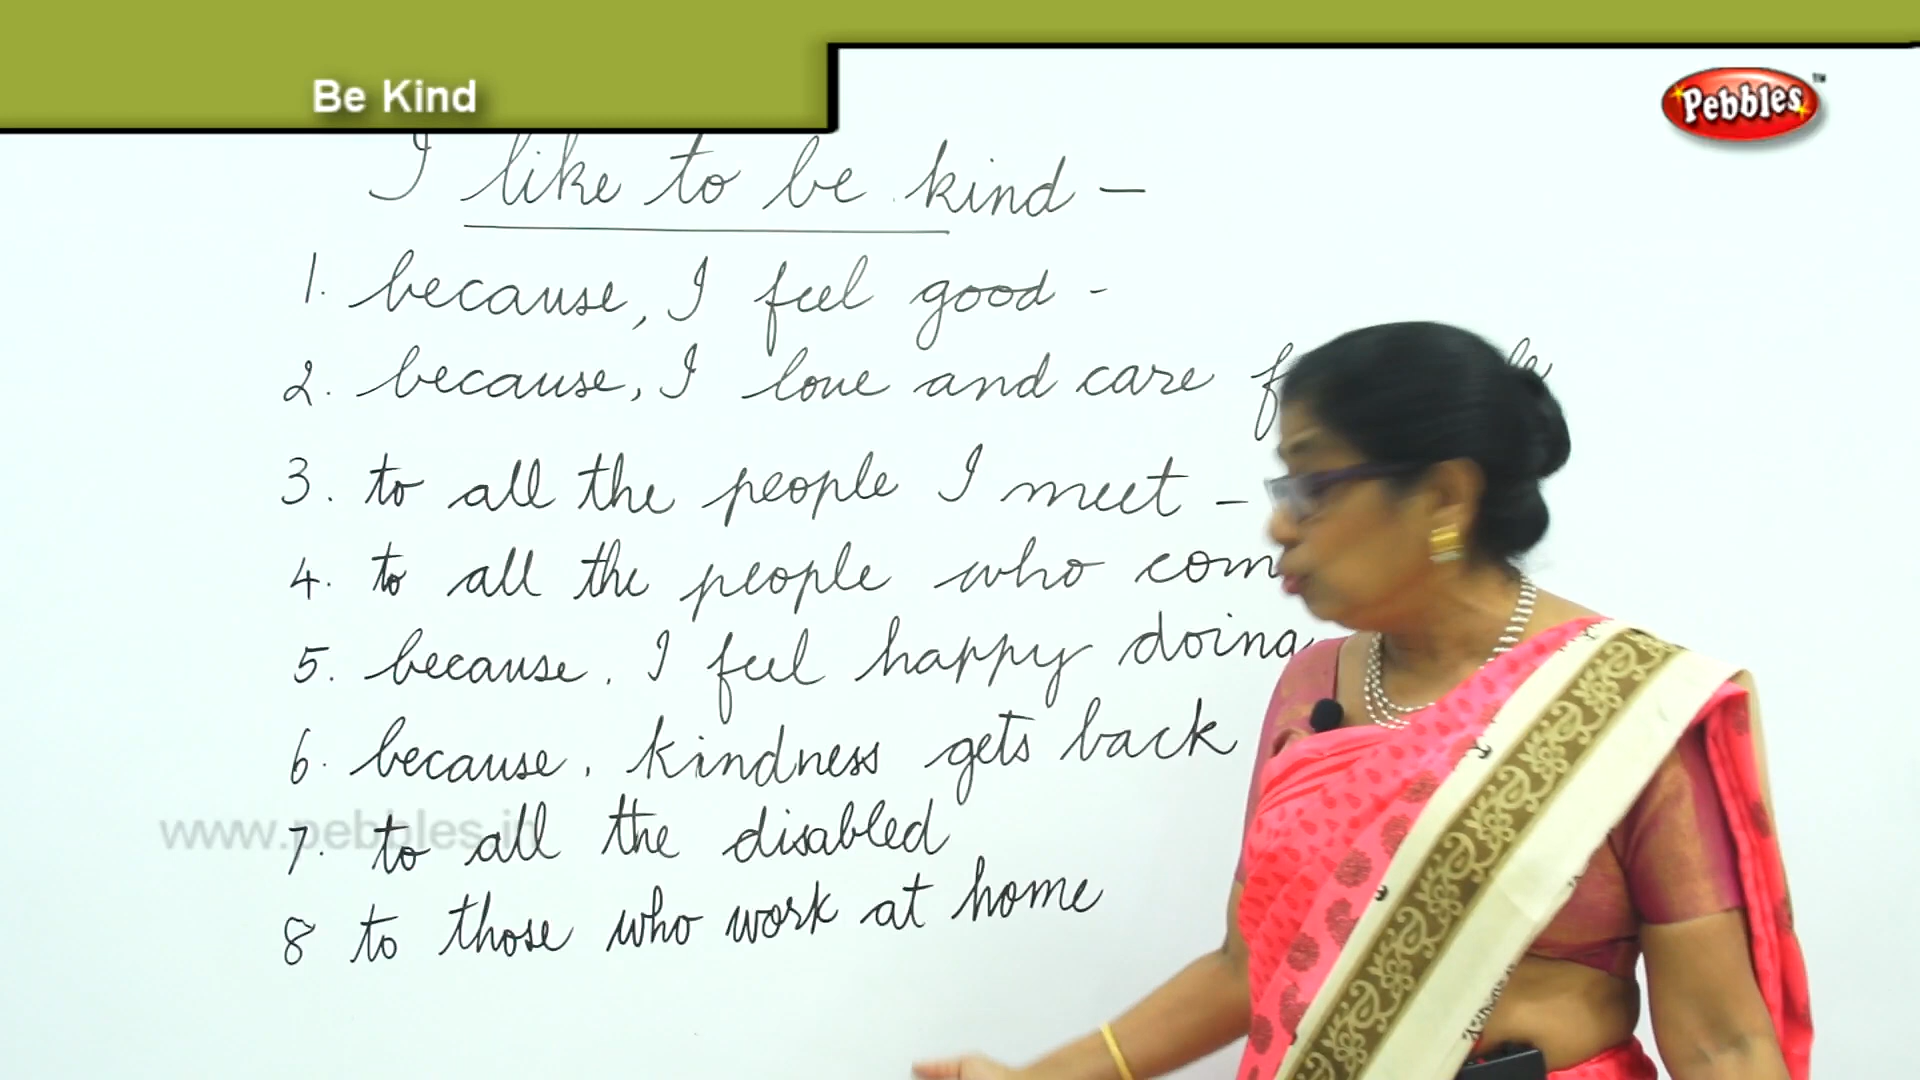 Be Kind
Pebbles™
I like to be kind –
1. because, I feel good -
2. because, I love and care
3. to all the people I meet –
4. to all the people who
5. because, I feel happy doing
6. because, kindness gets back
www.pebbles.in
7. to all the disabled
8 to those who work at home